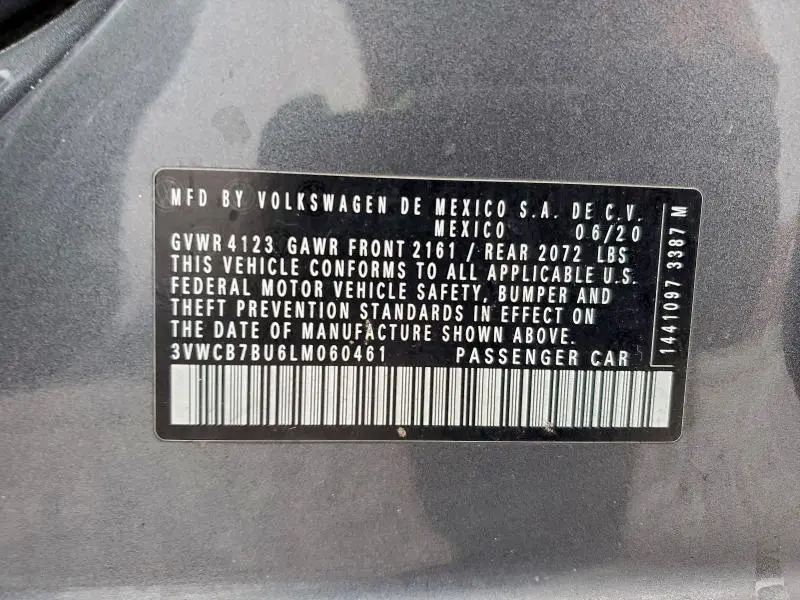 MFD BY VOLKSWAGEN DE MEXICO S.A. DE C.V.
MEXICO 06/20
GVWR 4123 GAWR FRONT 2161 / REAR 2072 LBS
THIS VEHICLE CONFORMS TO ALL APPLICABLE U.S.
FEDERAL MOTOR VEHICLE SAFETY, BUMPER AND
THEFT PREVENTION STANDARDS IN EFFECT ON
THE DATE OF MANUFACTURE SHOWN ABOVE.
3VWCB7BU6LM060461 PASSENGER CAR
1441097 3387 M